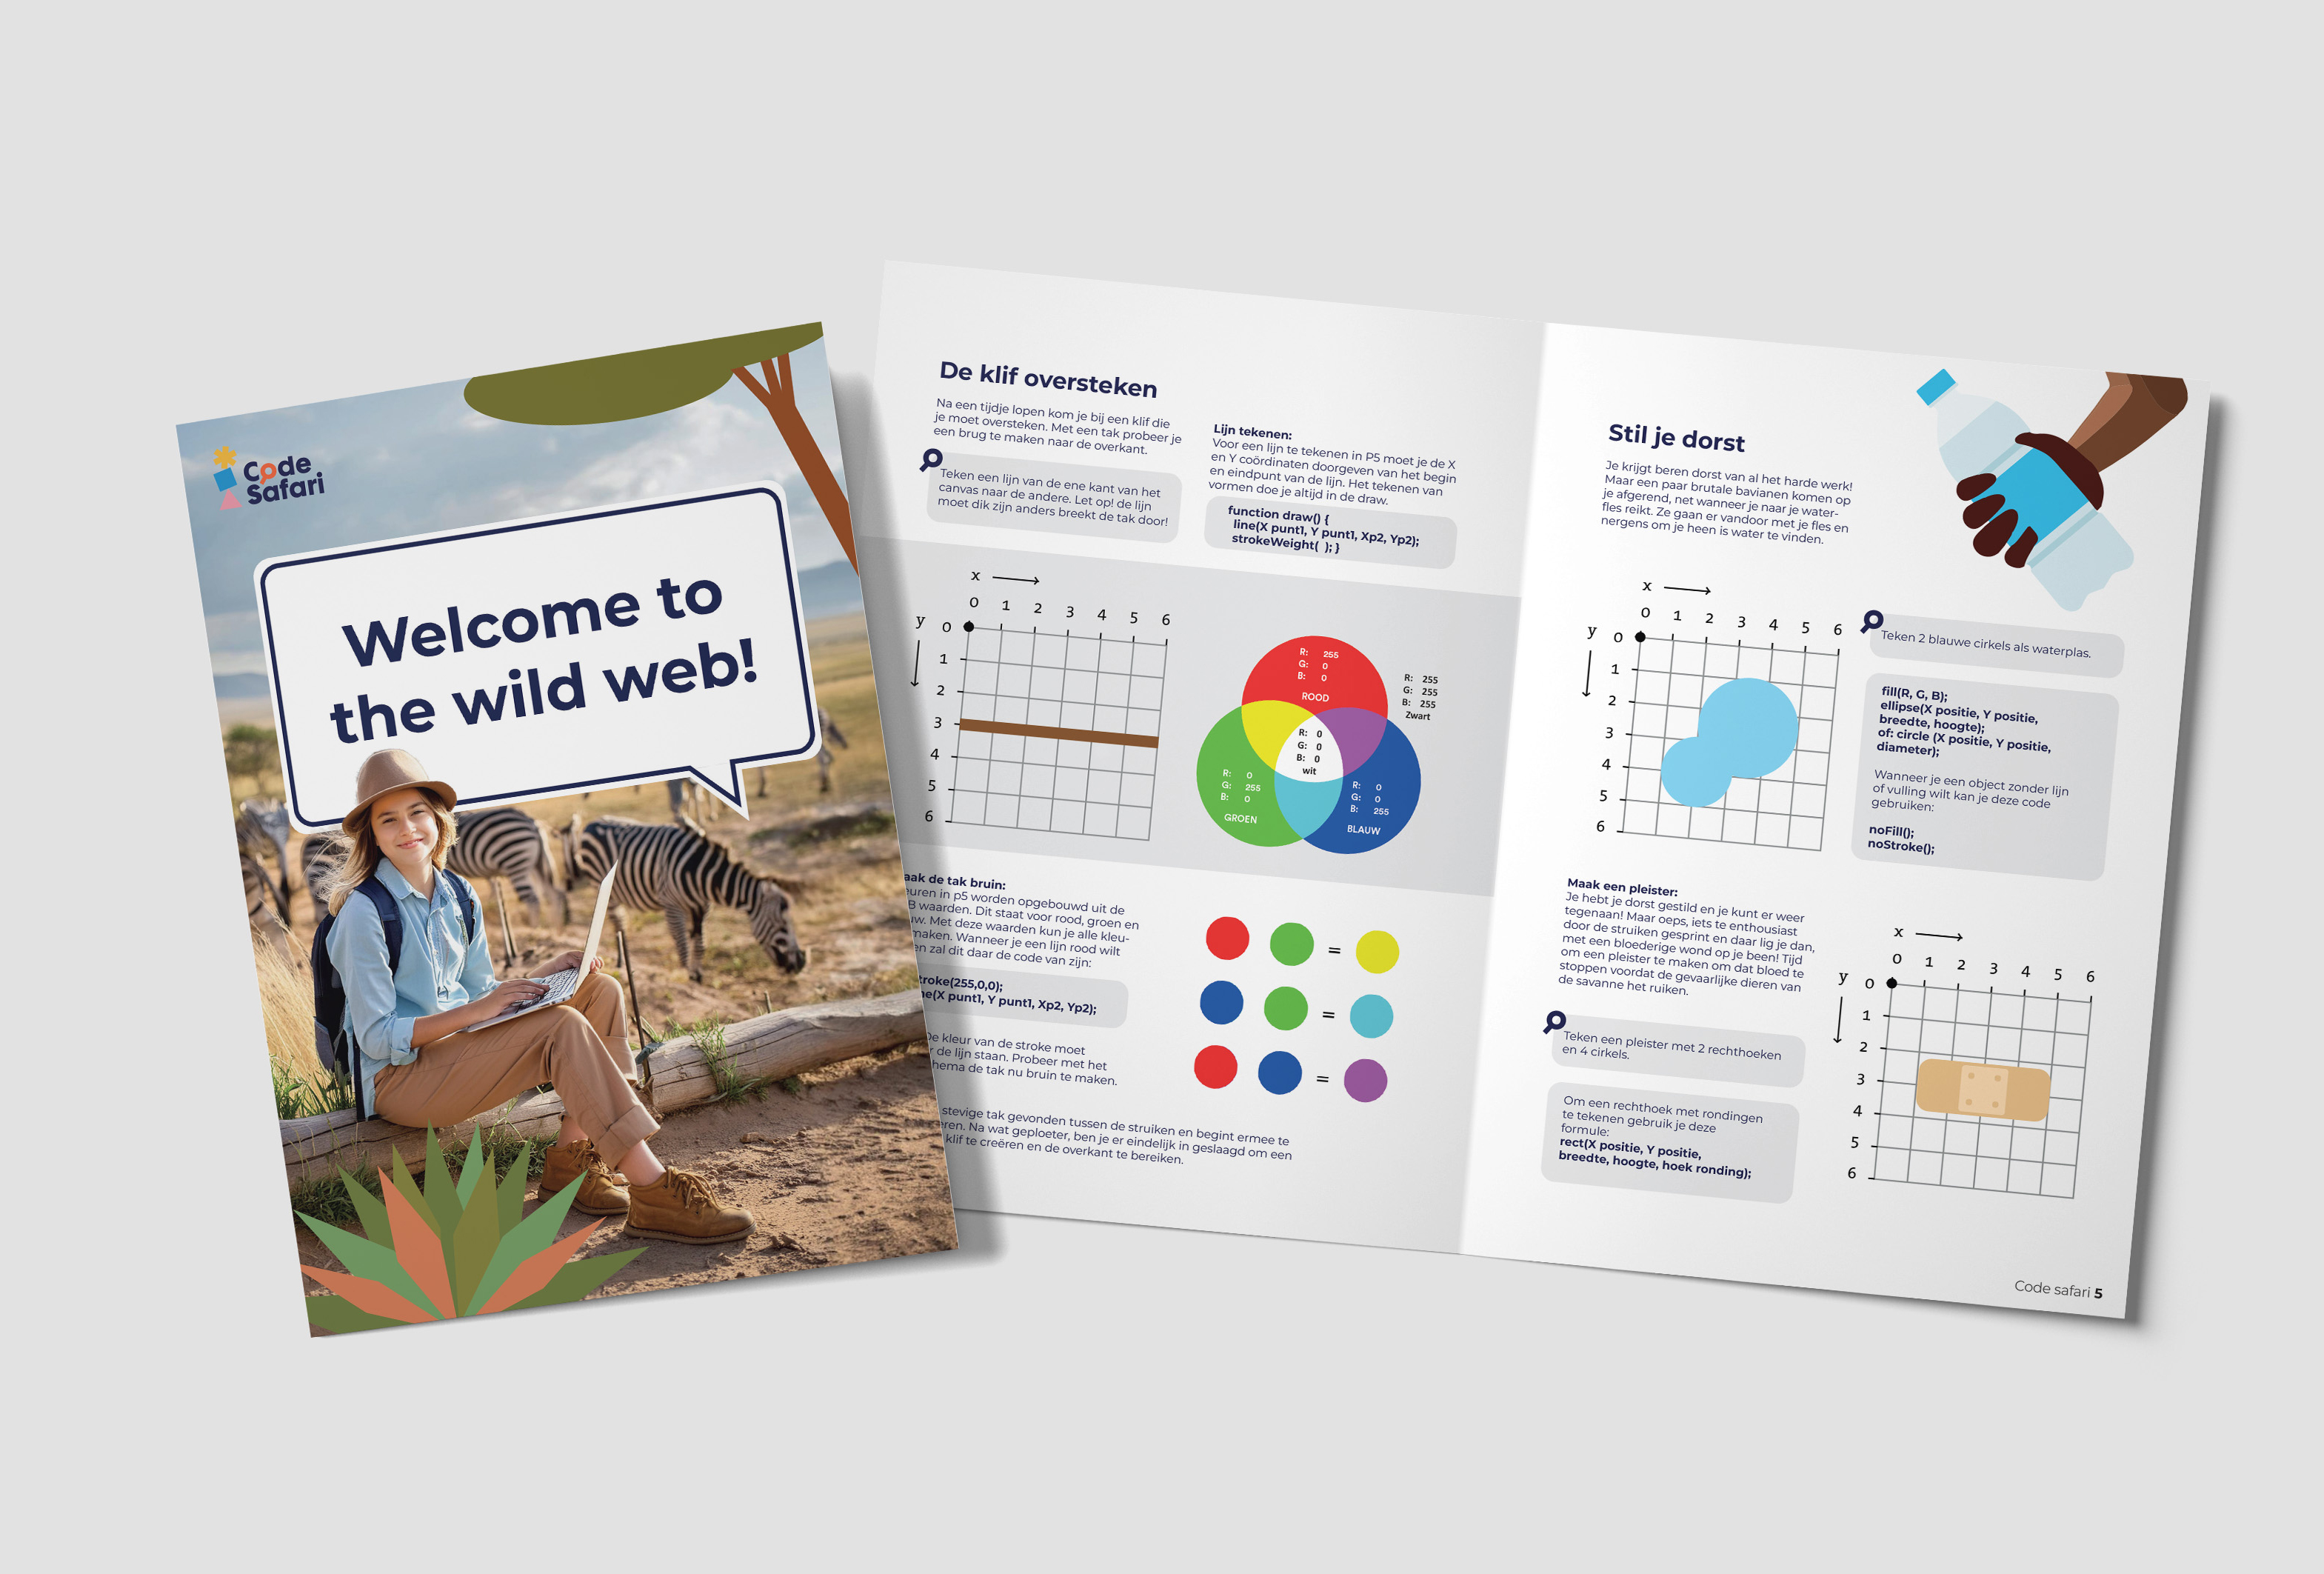 Code
Safari
Welcome to
the wild web!
De klif oversteken
Na een tijdje lopen kom je bij een klif die
je moet oversteken. Met een tak probeer je
een brug te maken naar de overkant.
Teken een lijn van de ene kant van het
canvas naar de andere. Let op! de lijn
moet dik zijn anders breekt de tak door!
Lijn tekenen:
Voor een lijn te tekenen in P5 moet je de X
en Y coördinaten doorgeven van het begin
en eindpunt van de lijn. Het tekenen van
vormen doe je altijd in de draw.
function draw() {
line(X punt1, Y punt1, Xp2, Yp2);
strokeWeight( ); }
x
0 1 2 3 4 5 6
y
0
1
2
3
4
5
6
R: 255
G: 0
B: 0
ROOD
R: 255
G: 255
B: 255
Zwart
R: 0
G: 0
B: 0
wit
R: 0
G: 255
B: 0
GROEN
R: 0
G: 0
B: 255
BLAUW
aak de tak bruin:
euren in p5 worden opgebouwd uit de
B waarden. Dit staat voor rood, groen en
uw. Met deze waarden kun je alle kleu-
maken. Wanneer je een lijn rood wilt
en zal dit daar de code van zijn:
troke(255,0,0);
ne(X punt1, Y punt1, Xp2, Yp2);
De kleur van de stroke moet
r de lijn staan. Probeer met het
hema de tak nu bruin te maken.
=
=
=
stevige tak gevonden tussen de struiken en begint ermee te
eren. Na wat geploeter, ben je er eindelijk in geslaagd om een
klif te creëren en de overkant te bereiken.
Stil je dorst
Je krijgt beren dorst van al het harde werk!
Maar een paar brutale bavianen komen op
je afgerend, net wanneer je naar je water-
fles reikt. Ze gaan er vandoor met je fles en
nergens om je heen is water te vinden.
x
0 1 2 3 4 5 6
y
0
1
2
3
4
5
6
Teken 2 blauwe cirkels als waterplas.
fill(R, G, B);
ellipse(X positie, Y positie,
breedte, hoogte);
of: circle (X positie, Y positie,
diameter);
Wanneer je een object zonder lijn
of vulling wilt kan je deze code
gebruiken:
noFill();
noStroke();
Maak een pleister:
Je hebt je dorst gestild en je kunt er weer
tegenaan! Maar oeps, iets te enthousiast
door de struiken gesprint en daar lig je dan,
met een bloederige wond op je been! Tijd
om een pleister te maken om dat bloed te
stoppen voordat de gevaarlijke dieren van
de savanne het ruiken.
Teken een pleister met 2 rechthoeken
en 4 cirkels.
Om een rechthoek met rondingen
te tekenen gebruik je deze
formule:
rect(X positie, Y positie,
breedte, hoogte, hoek ronding);
x
0 1 2 3 4 5 6
y
0
1
2
3
4
5
6
Code safari 5